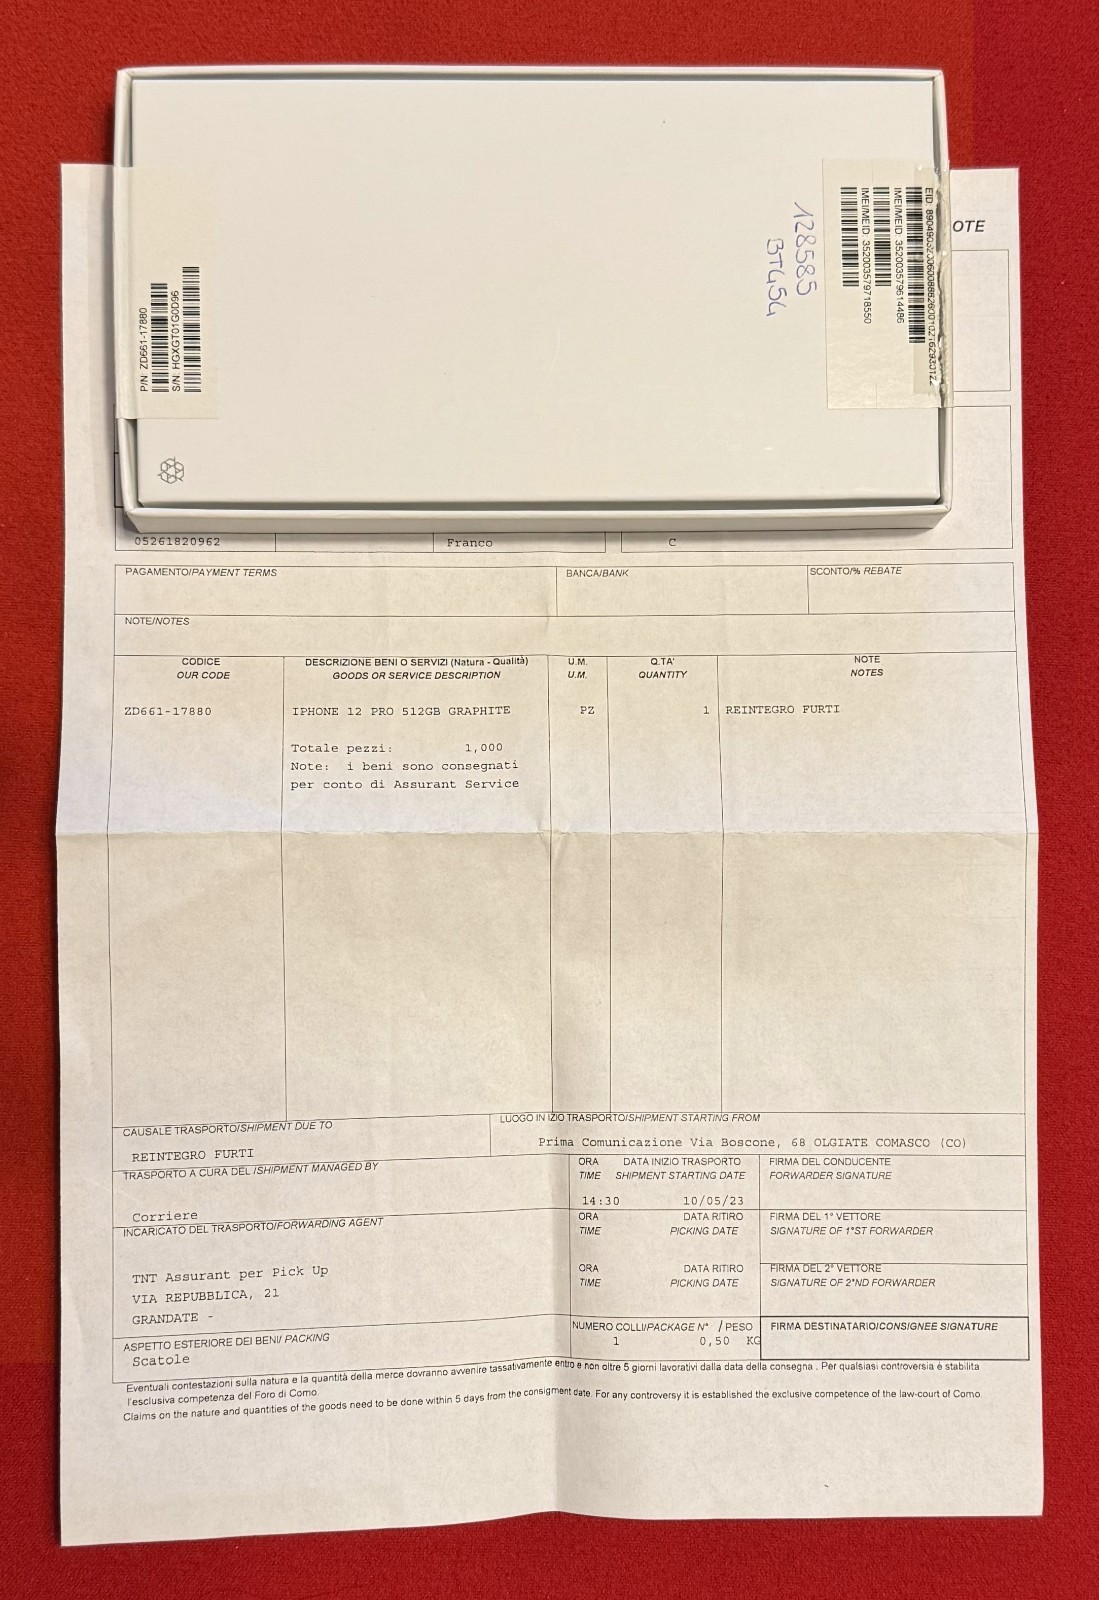 EID: 89049032006008882600102162930122
IMEI/MEID: 352003579614486
IMEI/MEID: 352003579718550
128585
BT454
P/N: ZD661-17880
S/N: HGXGT01G0D96
OTE
05261820962 Franco C
PAGAMENTO/PAYMENT TERMS BANCA/BANK SCONTO/% REBATE
NOTE/NOTES
CODICE DESCRIZIONE BENI O SERVIZI (Natura - Qualità) U.M. Q.TA' NOTE
OUR CODE GOODS OR SERVICE DESCRIPTION U.M. QUANTITY NOTES
ZD661-17880 IPHONE 12 PRO 512GB GRAPHITE PZ 1 REINTEGRO FURTI
Totale pezzi: 1,000
Note: i beni sono consegnati
per conto di Assurant Service
CAUSALE TRASPORTO/SHIPMENT DUE TO LUOGO IN IZIO TRASPORTO/SHIPMENT STARTING FROM
REINTEGRO FURTI Prima Comunicazione Via Boscone, 68 OLGIATE COMASCO (CO)
TRASPORTO A CURA DEL /SHIPMENT MANAGED BY ORA DATA INIZIO TRASPORTO FIRMA DEL CONDUCENTE
TIME SHIPMENT STARTING DATE FORWARDER SIGNATURE
Corriere 14:30 10/05/23
INCARICATO DEL TRASPORTO/FORWARDING AGENT ORA DATA RITIRO FIRMA DEL 1° VETTORE
TIME PICKING DATE SIGNATURE OF 1°ST FORWARDER
TNT Assurant per Pick Up ORA DATA RITIRO FIRMA DEL 2° VETTORE
VIA REPUBBLICA, 21 TIME PICKING DATE SIGNATURE OF 2°ND FORWARDER
GRANDATE -
ASPETTO ESTERIORE DEI BENI/ PACKING NUMERO COLLI/PACKAGE N° / PESO FIRMA DESTINATARIO/CONSIGNEE SIGNATURE
Scatole 1 0,50 KG
Eventuali contestazioni sulla natura e la quantità della merce dovranno avvenire tassativamente entro e non oltre 5 giorni lavorativi dalla data della consegna . Per qualsiasi controversia è stabilita
l'esclusiva competenza del Foro di Como.
Claims on the nature and quantities of the goods need to be done within 5 days from the consigment date. For any controversy it is established the exclusive competence of the law-court of Como.